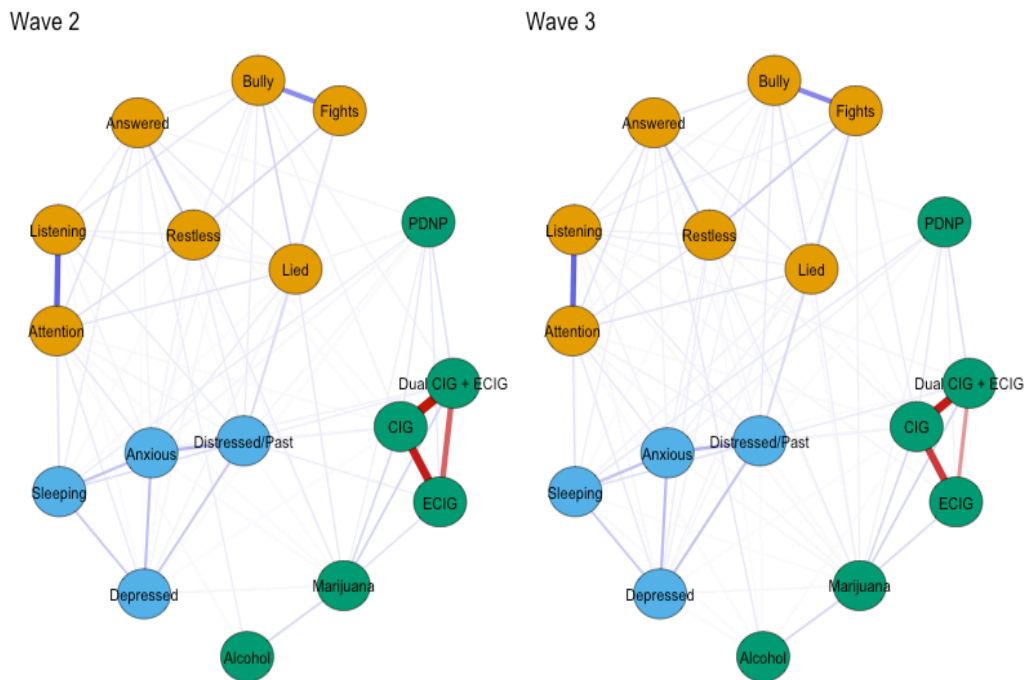 Wave 2
Bully
Fights
Answered
PDNP
Listening
Restless
Lied
Attention
Dual CIG + ECIG
CIG
Distressed/Past
Anxious
Sleeping
ECIG
Marijuana
Depressed
Alcohol
Wave 3
Bully
Fights
Answered
PDNP
Listening
Restless
Lied
Attention
Dual CIG + ECIG
CIG
Distressed/Past
Anxious
Sleeping
ECIG
Marijuana
Depressed
Alcohol